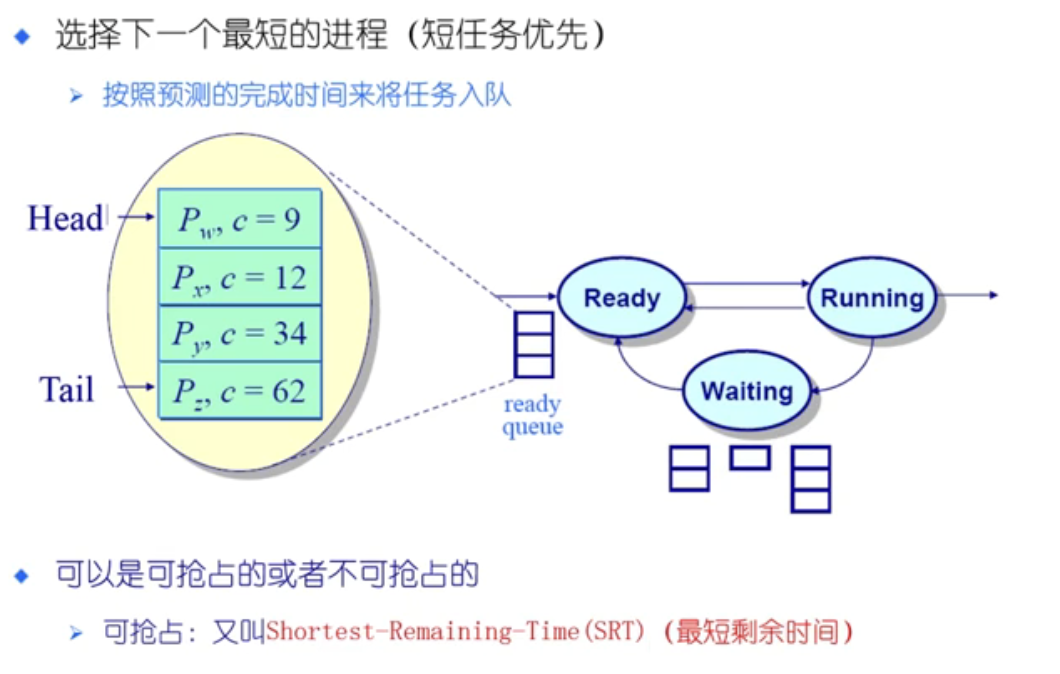 选择下一个最短的进程（短任务优先）
按照预测的完成时间来将任务入队
Head
P_w, c = 9
P_x, c = 12
P_y, c = 34
Tail
P_z, c = 62
ready
queue
Ready
Running
Waiting
可以是可抢占的或者不可抢占的
可抢占：又叫Shortest-Remaining-Time(SRT)（最短剩余时间）